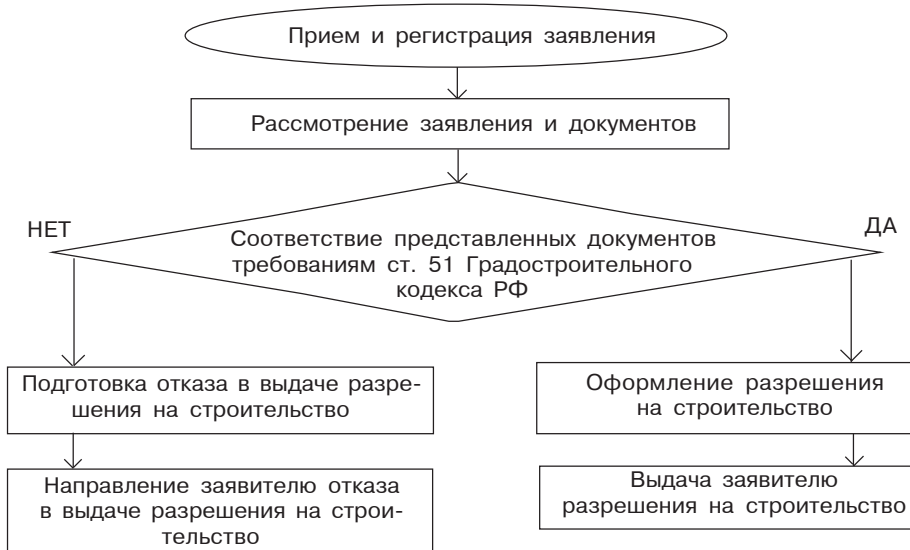 Прием и регистрация заявления
Рассмотрение заявления и документов
НЕТ
ДА
Соответствие представленных документов
требованиям ст. 51 Градостроительного
кодекса РФ
Подготовка отказа в выдаче разре-
шения на строительство
Оформление разрешения
на строительство
Направление заявителю отказа
в выдаче разрешения на строи-
тельство
Выдача заявителю
разрешения на строительство